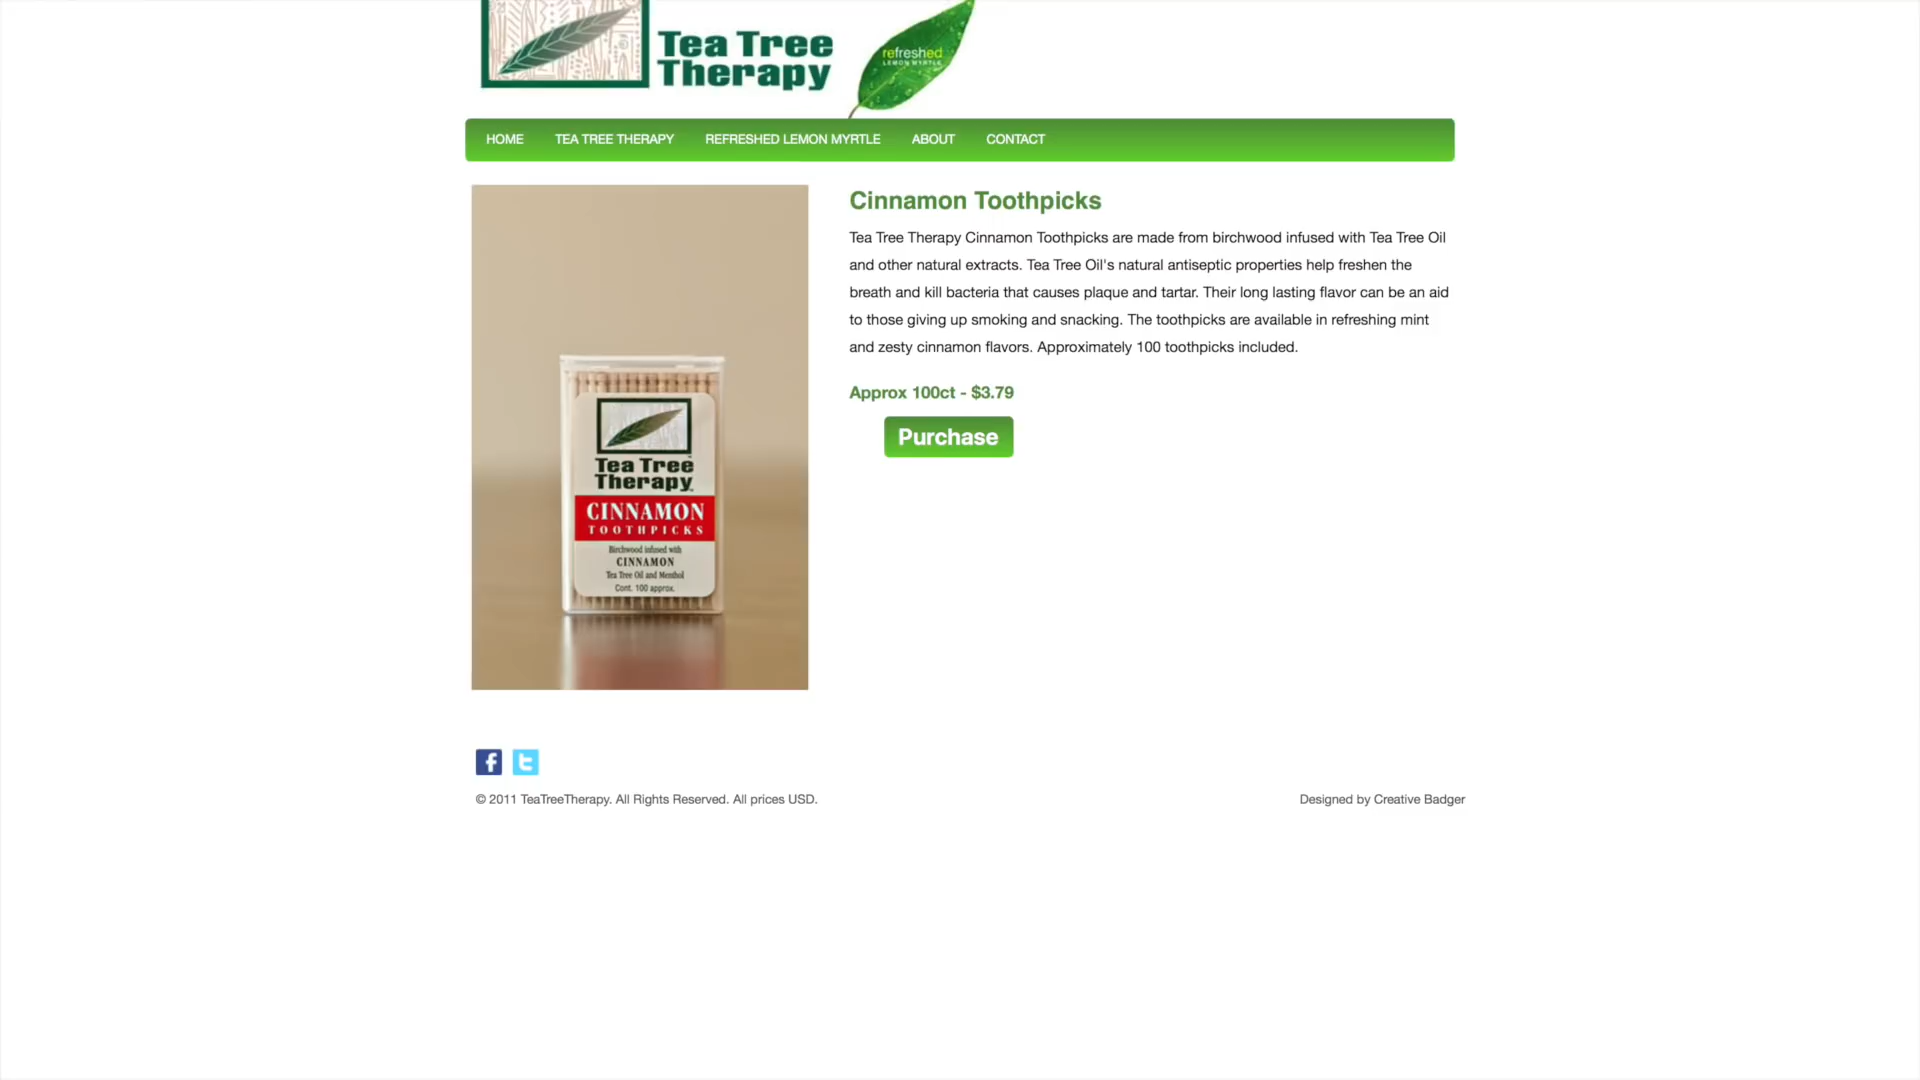 Tea Tree
Therapy
refreshed
LEMON MYRTLE
HOME TEA TREE THERAPY REFRESHED LEMON MYRTLE ABOUT CONTACT
Tea Tree
Therapy
CINNAMON
TOOTHPICKS
Birchwood infused with
CINNAMON
Tea Tree Oil and Menthol
Cont. 100 approx.
Cinnamon Toothpicks
Tea Tree Therapy Cinnamon Toothpicks are made from birchwood infused with Tea Tree Oil
and other natural extracts. Tea Tree Oil's natural antiseptic properties help freshen the
breath and kill bacteria that causes plaque and tartar. Their long lasting flavor can be an aid
to those giving up smoking and snacking. The toothpicks are available in refreshing mint
and zesty cinnamon flavors. Approximately 100 toothpicks included.
Approx 100ct - $3.79
Purchase
© 2011 TeaTreeTherapy. All Rights Reserved. All prices USD.
Designed by Creative Badger